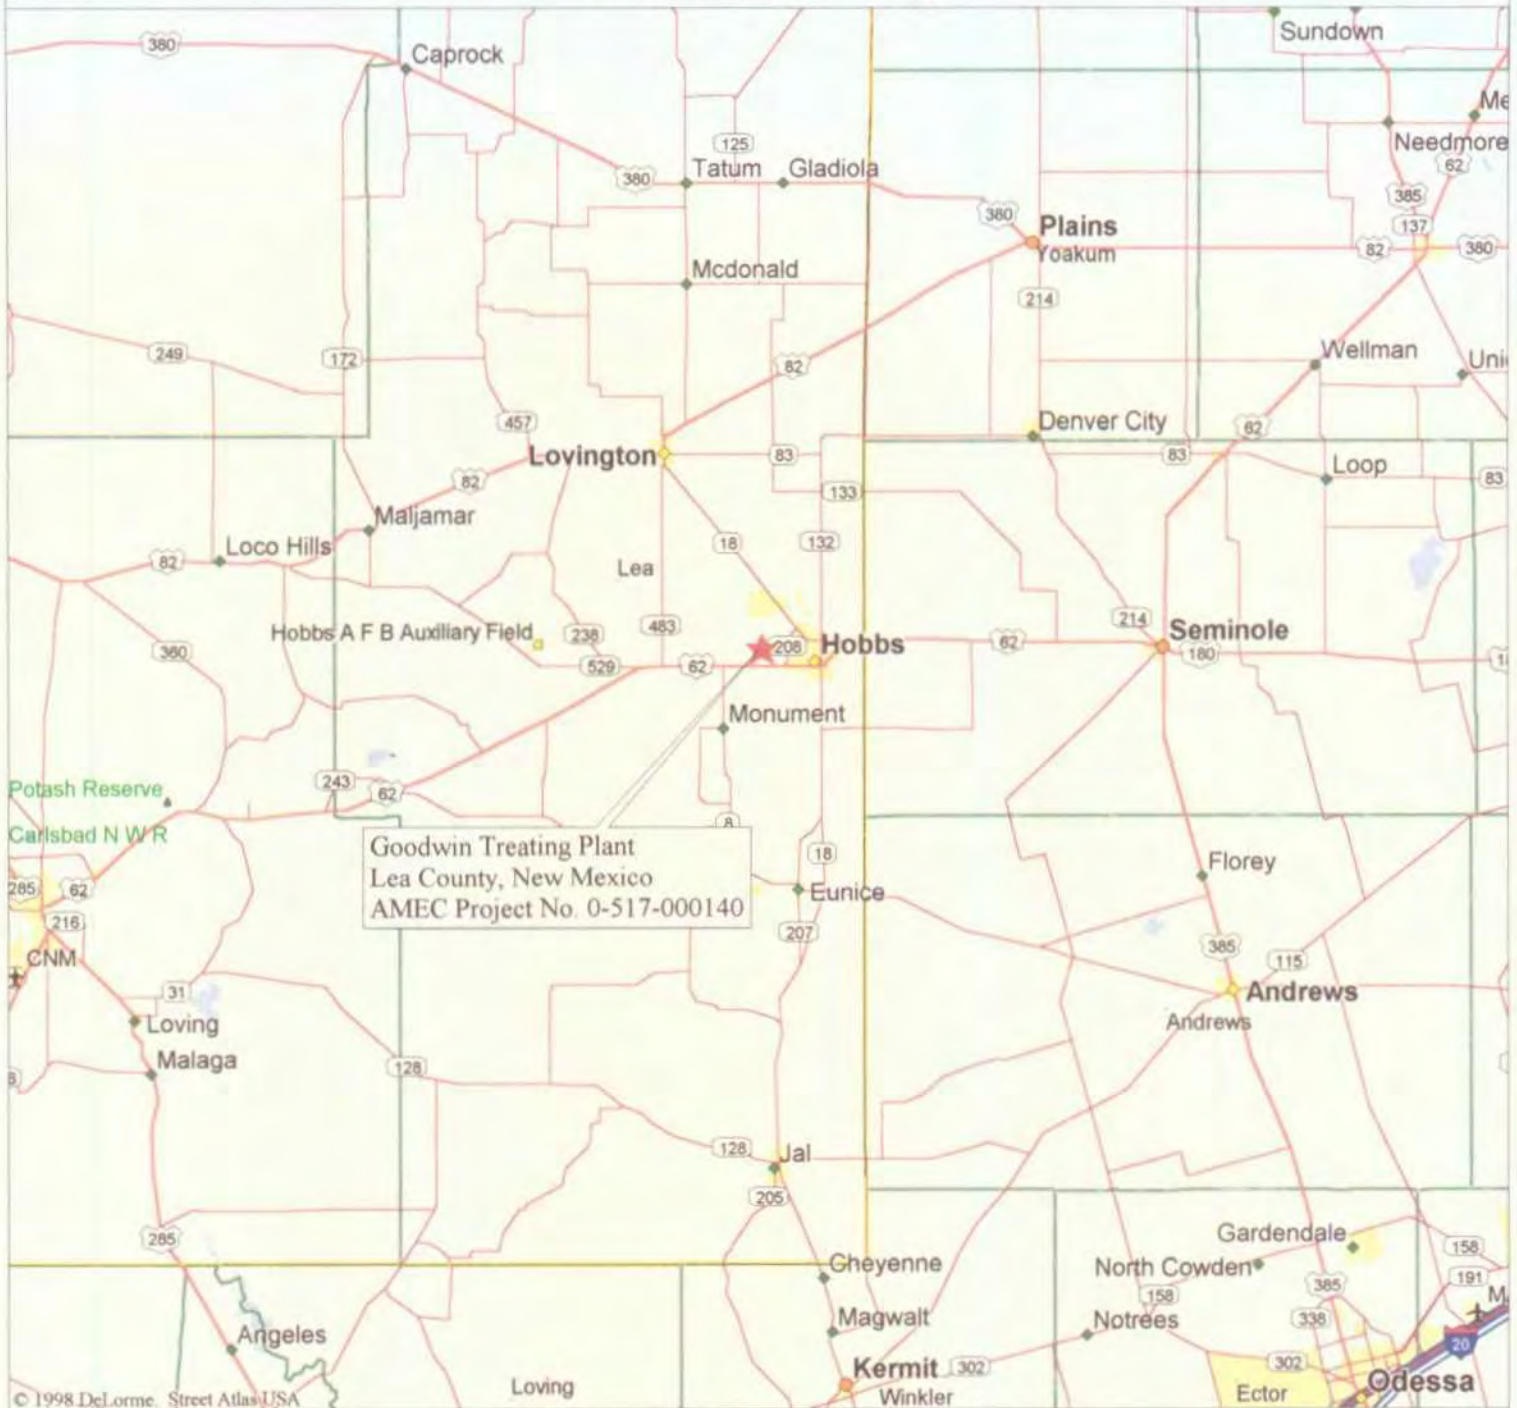 380
Caprock
Sundown
Needmore
125
62
380
Tatum
Gladiola
385
380
Plains
Yoakum
137
82
380
Mcdonald
214
249
172
82
Wellman
457
Denver City
62
Lovington
83
83
Loop
83
82
133
Maljamar
18
132
Loco Hills
82
Lea
214
Seminole
Hobbs A F B Auxiliary Field
238
483
208
Hobbs
62
180
360
529
62
Monument
243
62
Potash Reserve
Carlsbad N W R
8
Goodwin Treating Plant
Lea County, New Mexico
AMEC Project No. 0-517-000140
18
Florey
285
62
Eunice
216
207
385
115
CNM
Andrews
Andrews
31
Loving
Malaga
128
128
Jal
205
285
Gardendale
158
Cheyenne
North Cowden
385
191
158
Magwalt
Notrees
338
Angeles
20
Kermit
302
302
Loving
Winkler
Ector
Odessa
© 1998 DeLorme. Street Atlas USA